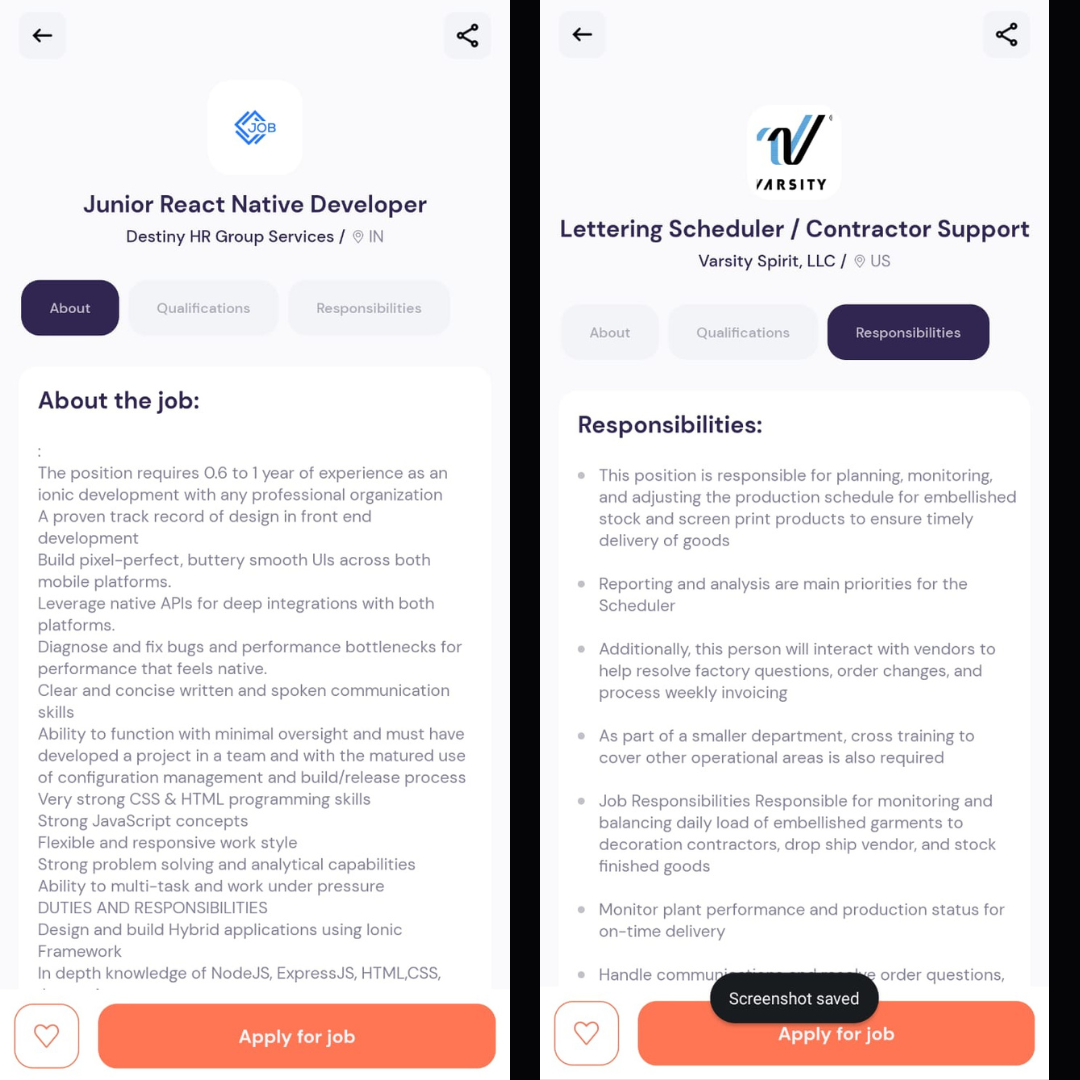 JOB
Junior React Native Developer
Destiny HR Group Services / IN
About
Qualifications
Responsibilities
About the job:
:
The position requires 0.6 to 1 year of experience as an
ionic development with any professional organization
A proven track record of design in front end
development
Build pixel-perfect, buttery smooth UIs across both
mobile platforms.
Leverage native APIs for deep integrations with both
platforms.
Diagnose and fix bugs and performance bottlenecks for
performance that feels native.
Clear and concise written and spoken communication
skills
Ability to function with minimal oversight and must have
developed a project in a team and with the matured use
of configuration management and build/release process
Very strong CSS & HTML programming skills
Strong JavaScript concepts
Flexible and responsive work style
Strong problem solving and analytical capabilities
Ability to multi-task and work under pressure
DUTIES AND RESPONSIBILITIES
Design and build Hybrid applications using Ionic
Framework
In depth knowledge of NodeJS, ExpressJS, HTML,CSS,
Apply for job
VARSITY
Lettering Scheduler / Contractor Support
Varsity Spirit, LLC / US
About
Qualifications
Responsibilities
Responsibilities:
This position is responsible for planning, monitoring,
and adjusting the production schedule for embellished
stock and screen print products to ensure timely
delivery of goods
Reporting and analysis are main priorities for the
Scheduler
Additionally, this person will interact with vendors to
help resolve factory questions, order changes, and
process weekly invoicing
As part of a smaller department, cross training to
cover other operational areas is also required
Job Responsibilities Responsible for monitoring and
balancing daily load of embellished garments to
decoration contractors, drop ship vendor, and stock
finished goods
Monitor plant performance and production status for
on-time delivery
Handle communications and resolve order questions,
Screenshot saved
Apply for job